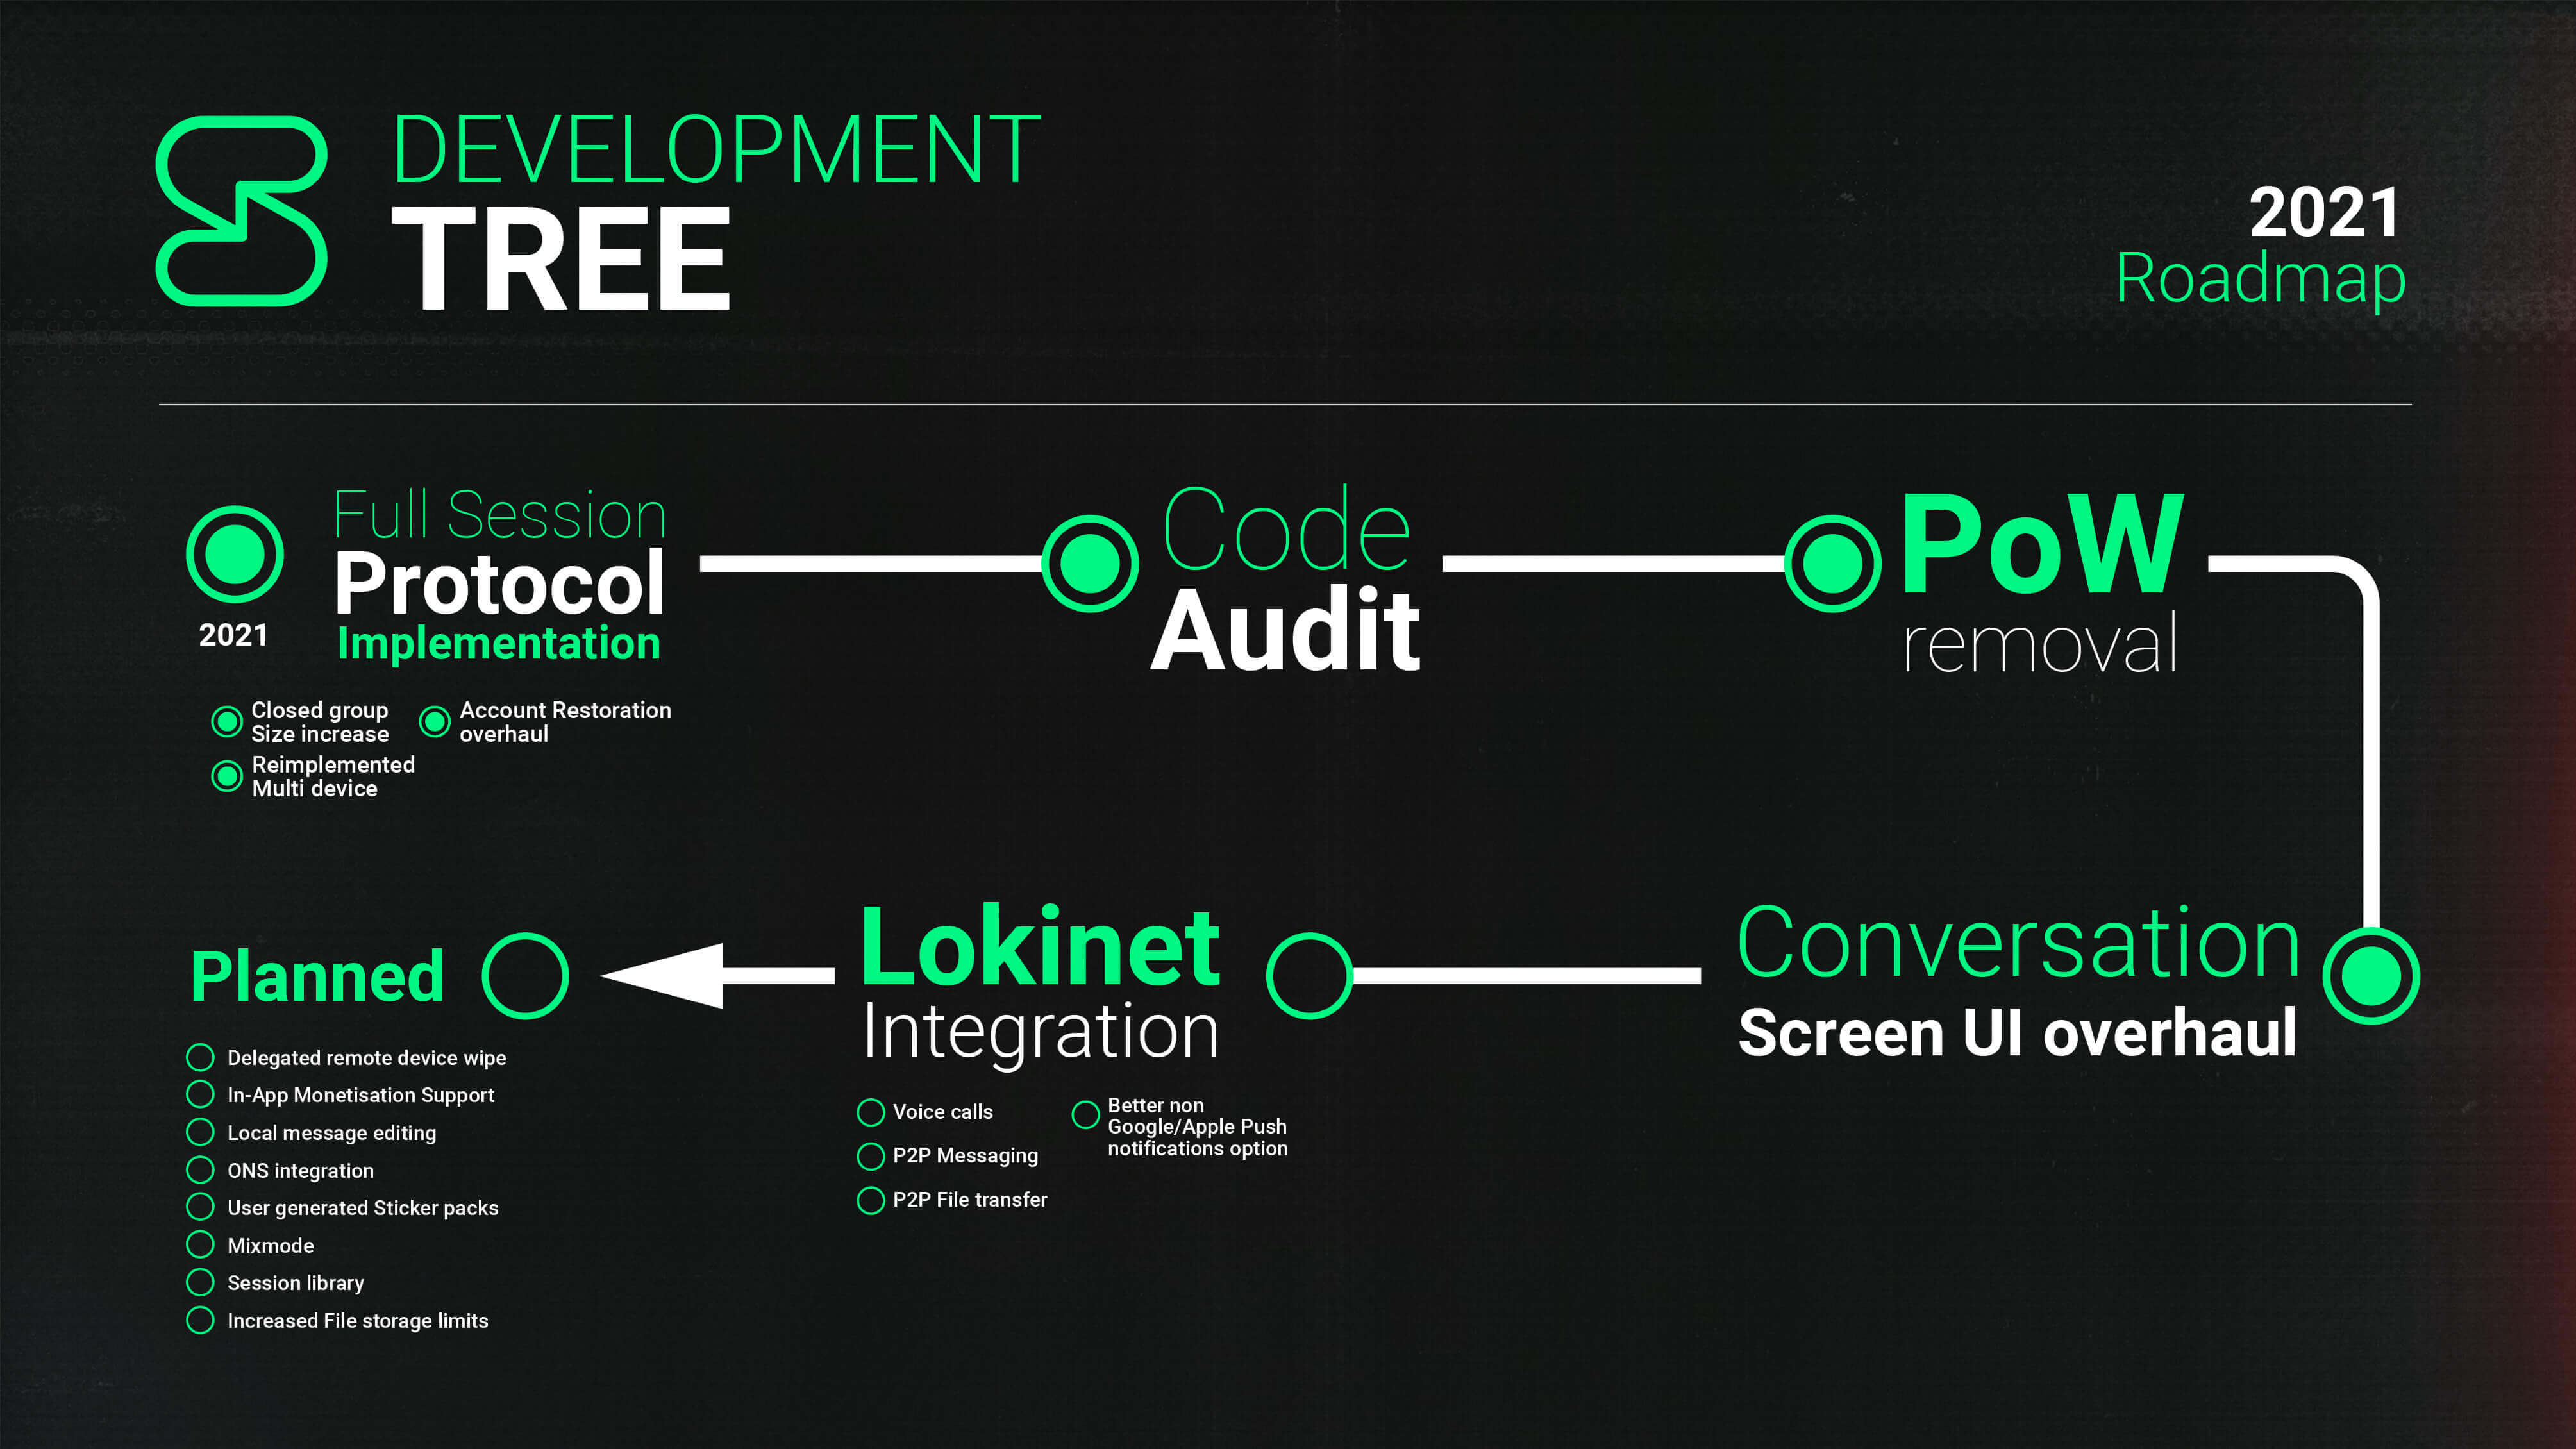 DEVELOPMENT
TREE
2021
Roadmap
Full Session
Protocol
Implementation
2021
Closed group
Size increase
Account Restoration
overhaul
Reimplemented
Multi device
Code
Audit
PoW
removal
Conversation
Screen UI overhaul
Lokinet
Integration
Voice calls
P2P Messaging
P2P File transfer
Better non
Google/Apple Push
notifications option
Planned
Delegated remote device wipe
In-App Monetisation Support
Local message editing
ONS integration
User generated Sticker packs
Mixmode
Session library
Increased File storage limits